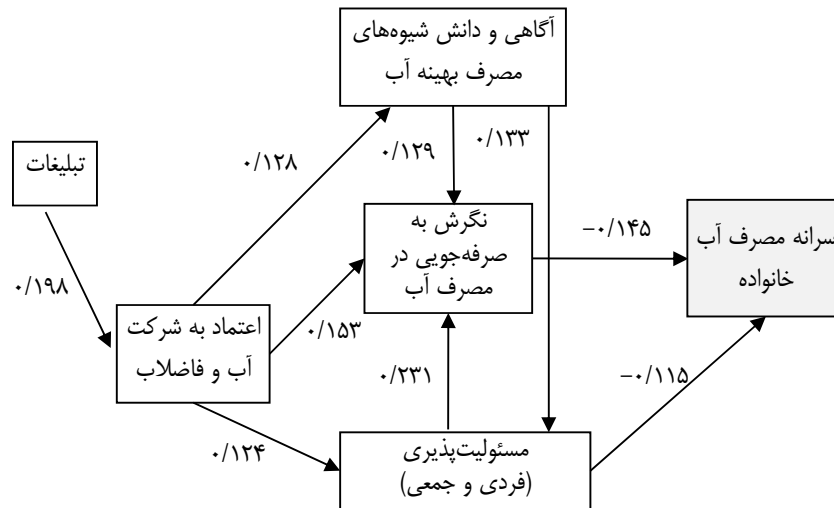 آگاهی و دانش شیوه‌های
مصرف بهینه آب
تبلیغات
۰/۱۲۸
۰/۱۲۹
۰/۱۳۳
نگرش به
صرفه‌جویی در
مصرف آب
-۰/۱۴۵
سرانه مصرف آب
خانواده
۰/۱۹۸
اعتماد به شرکت
آب و فاضلاب
۰/۱۵۳
۰/۲۳۱
-۰/۱۱۵
۰/۱۲۴
مسئولیت‌پذیری
(فردی و جمعی)